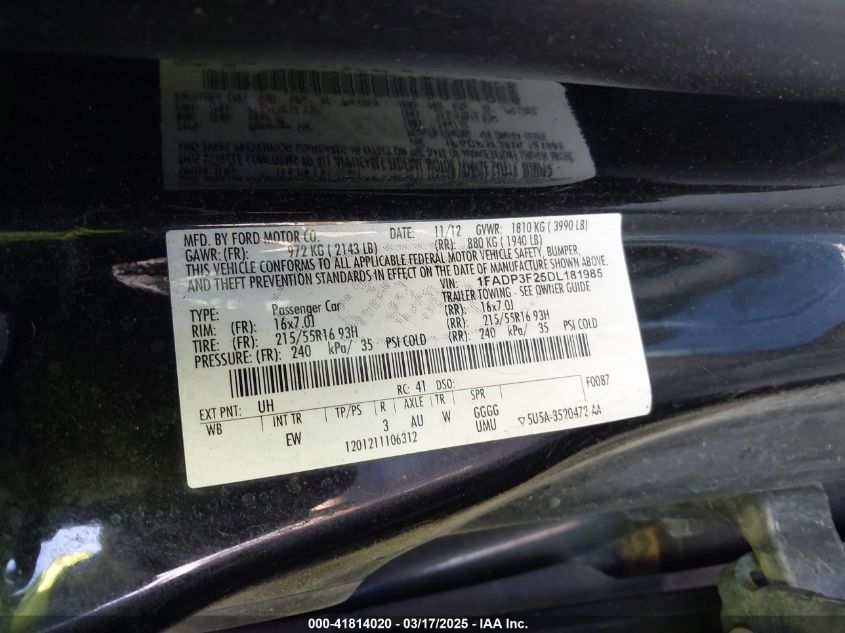 MFD. BY FORD MOTOR CO. DATE: 11/12 GVWR: 1810 KG ( 3990 LB)
GAWR: (FR): 972 KG ( 2143 LB) (RR): 880 KG ( 1940 LB)
THIS VEHICLE CONFORMS TO ALL APPLICABLE FEDERAL MOTOR VEHICLE SAFETY, BUMPER,
AND THEFT PREVENTION STANDARDS IN EFFECT ON THE DATE OF MANUFACTURE SHOWN ABOVE.
VIN: 1FADP3F25DL181985
TYPE: Passenger Car TRAILER TOWING - SEE OWNER GUIDE
RIM: (FR): 16x7.0J (RR): 16x7.0J
TIRE: (FR): 215/55R16 93H (RR): 215/55R16 93H
PRESSURE: (FR): 240 kPa/ 35 PSI COLD (RR): 240 kPa/ 35 PSI COLD
RC: 41 DSO: F0087
EXT PNT: UH
WB INT TR TP/PS R AXLE TR SPR
EW 3 AU W GGGG
UMU ▽5U5A-3520472-AA
1201211106312
000-41814020 - 03/17/2025 - IAA Inc.